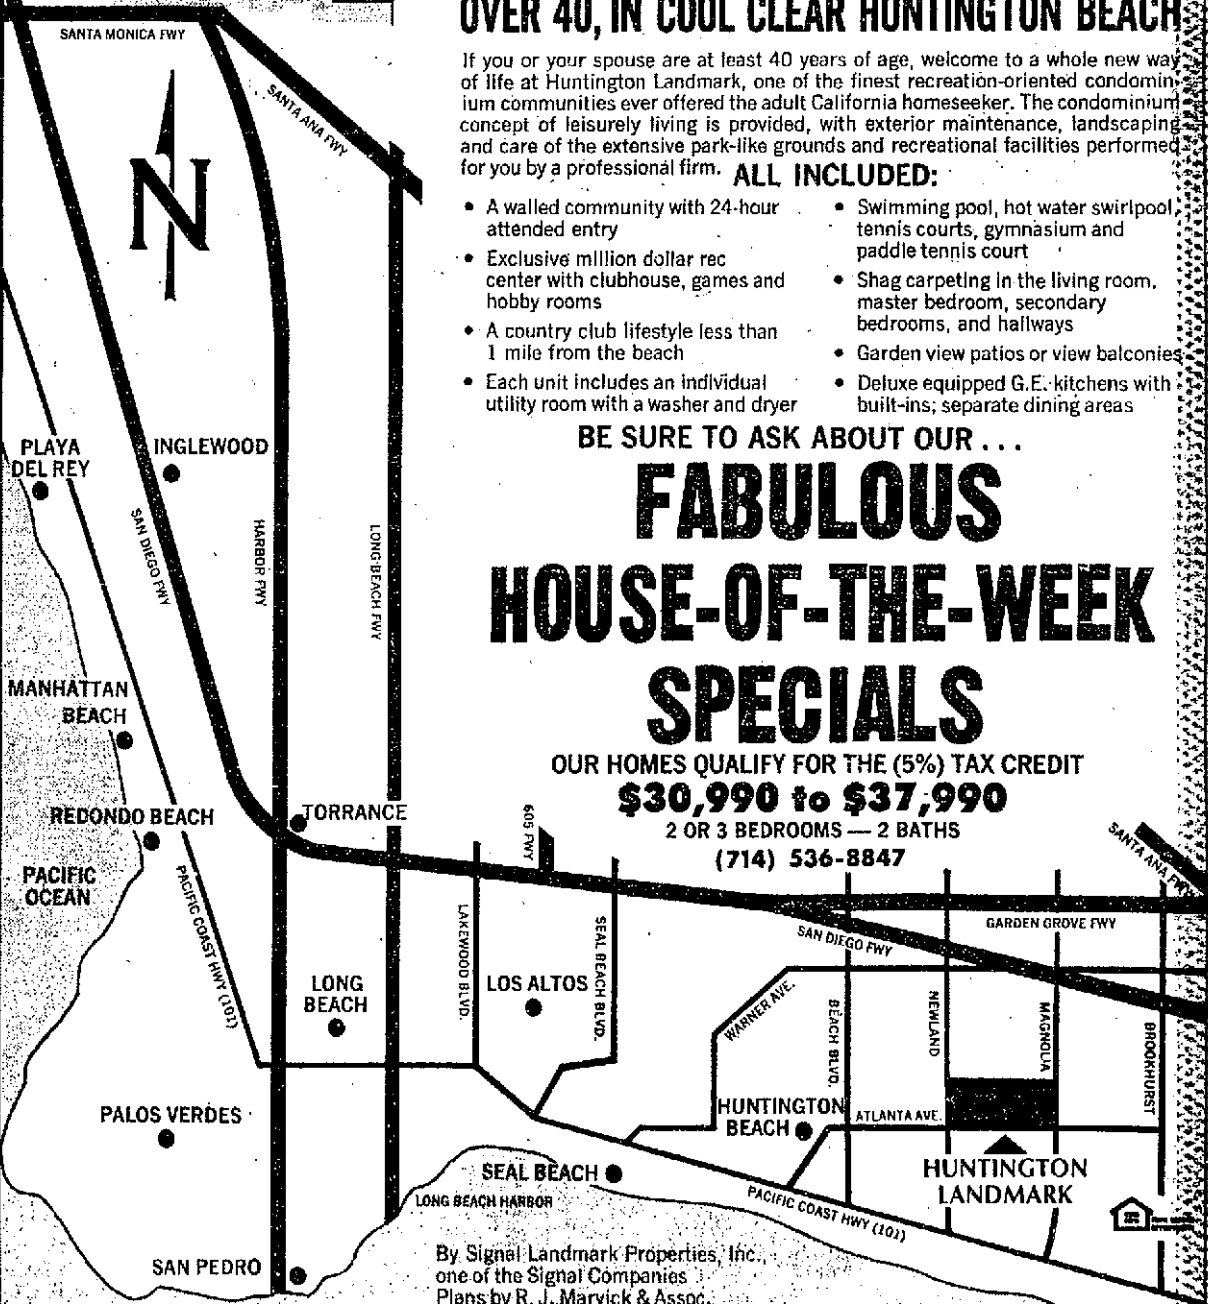 OVER 40, IN COOL CLEAR HUNTINGTON BEACH
If you or your spouse are at least 40 years of age, welcome to a whole new way
of life at Huntington Landmark, one of the finest recreation-oriented condomin-
ium communities ever offered the adult California homeseeker. The condominium
concept of leisurely living is provided, with exterior maintenance, landscaping
and care of the extensive park-like grounds and recreational facilities performed
for you by a professional firm.
ALL INCLUDED:
• A walled community with 24-hour
attended entry
• Exclusive million dollar rec
center with clubhouse, games and
hobby rooms
• A country club lifestyle less than
1 mile from the beach
• Each unit includes an individual
utility room with a washer and dryer
• Swimming pool, hot water swirlpool,
tennis courts, gymnasium and
paddle tennis court
• Shag carpeting in the living room,
master bedroom, secondary
bedrooms, and hallways
• Garden view patios or view balconies
• Deluxe equipped G.E. kitchens with
built-ins; separate dining areas
BE SURE TO ASK ABOUT OUR...
FABULOUS
HOUSE-OF-THE-WEEK
SPECIALS
OUR HOMES QUALIFY FOR THE (5%) TAX CREDIT
$30,990 to $37,990
2 OR 3 BEDROOMS — 2 BATHS
(714) 536-8847
SANTA MONICA FWY
SANTA ANA FWY
N
PLAYA
DEL REY
INGLEWOOD
SAN DIEGO FWY
HARBOR FWY
LONG BEACH FWY
MANHATTAN
BEACH
REDONDO BEACH
TORRANCE
605 FWY
PACIFIC
OCEAN
PACIFIC COAST HWY (101)
LONG
BEACH
LAKEWOOD BLVD.
LOS ALTOS
SEAL BEACH BLVD.
SANTA ANA FWY
GARDEN GROVE FWY
SAN DIEGO FWY
WARNER AVE.
BEACH BLVD.
NEWLAND
MAGNOLIA
BROOKHURST
PALOS VERDES
HUNTINGTON
BEACH
ATLANTA AVE.
HUNTINGTON
LANDMARK
SEAL BEACH
LONG BEACH HARBOR
PACIFIC COAST HWY (101)
SAN PEDRO
By Signal Landmark Properties, Inc.,
one of the Signal Companies
Plans by R. J. Marvick & Assoc.